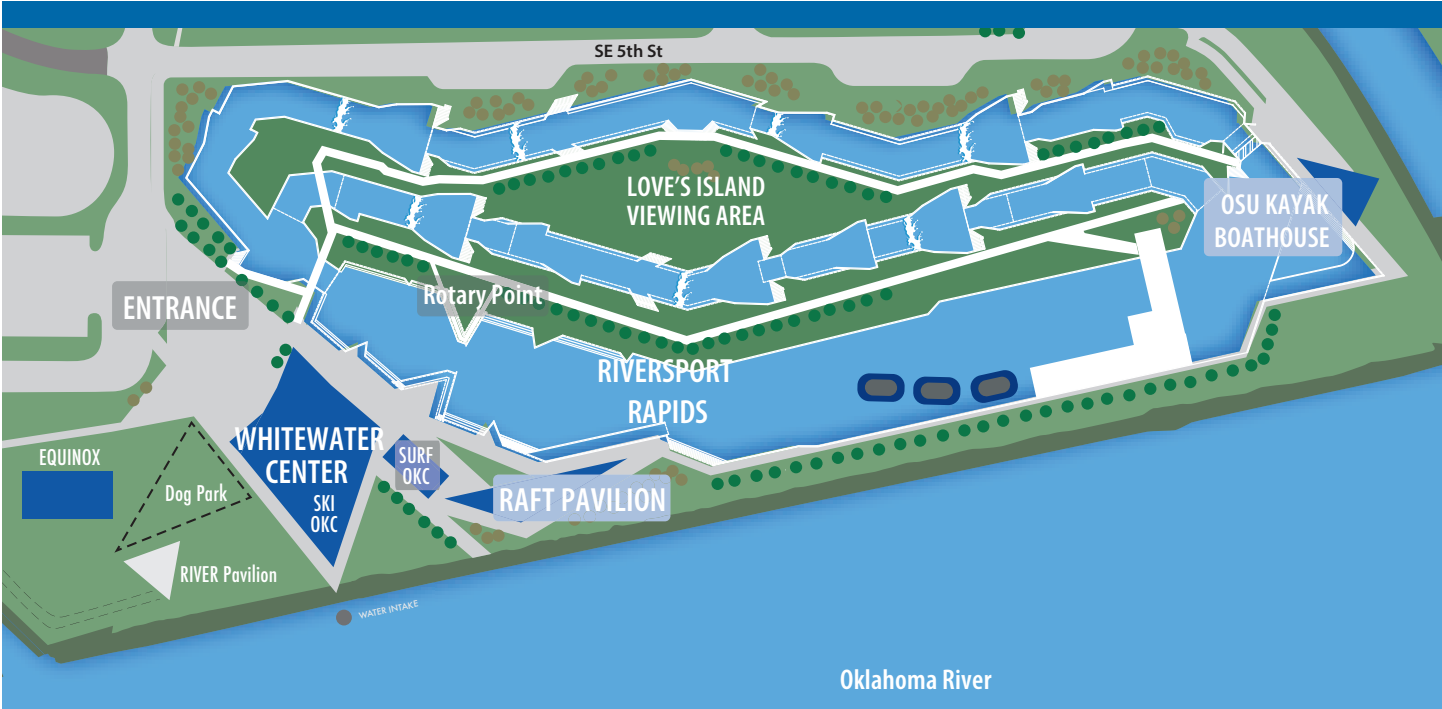 SE 5th St
LOVE'S ISLAND
VIEWING AREA
OSU KAYAK
BOATHOUSE
ENTRANCE
Rotary Point
RIVERSPORT
RAPIDS
WHITEWATER
CENTER
SKI
OKC
SURF
OKC
EQUINOX
Dog Park
RAFT PAVILION
RIVER Pavilion
WATER INTAKE
Oklahoma River